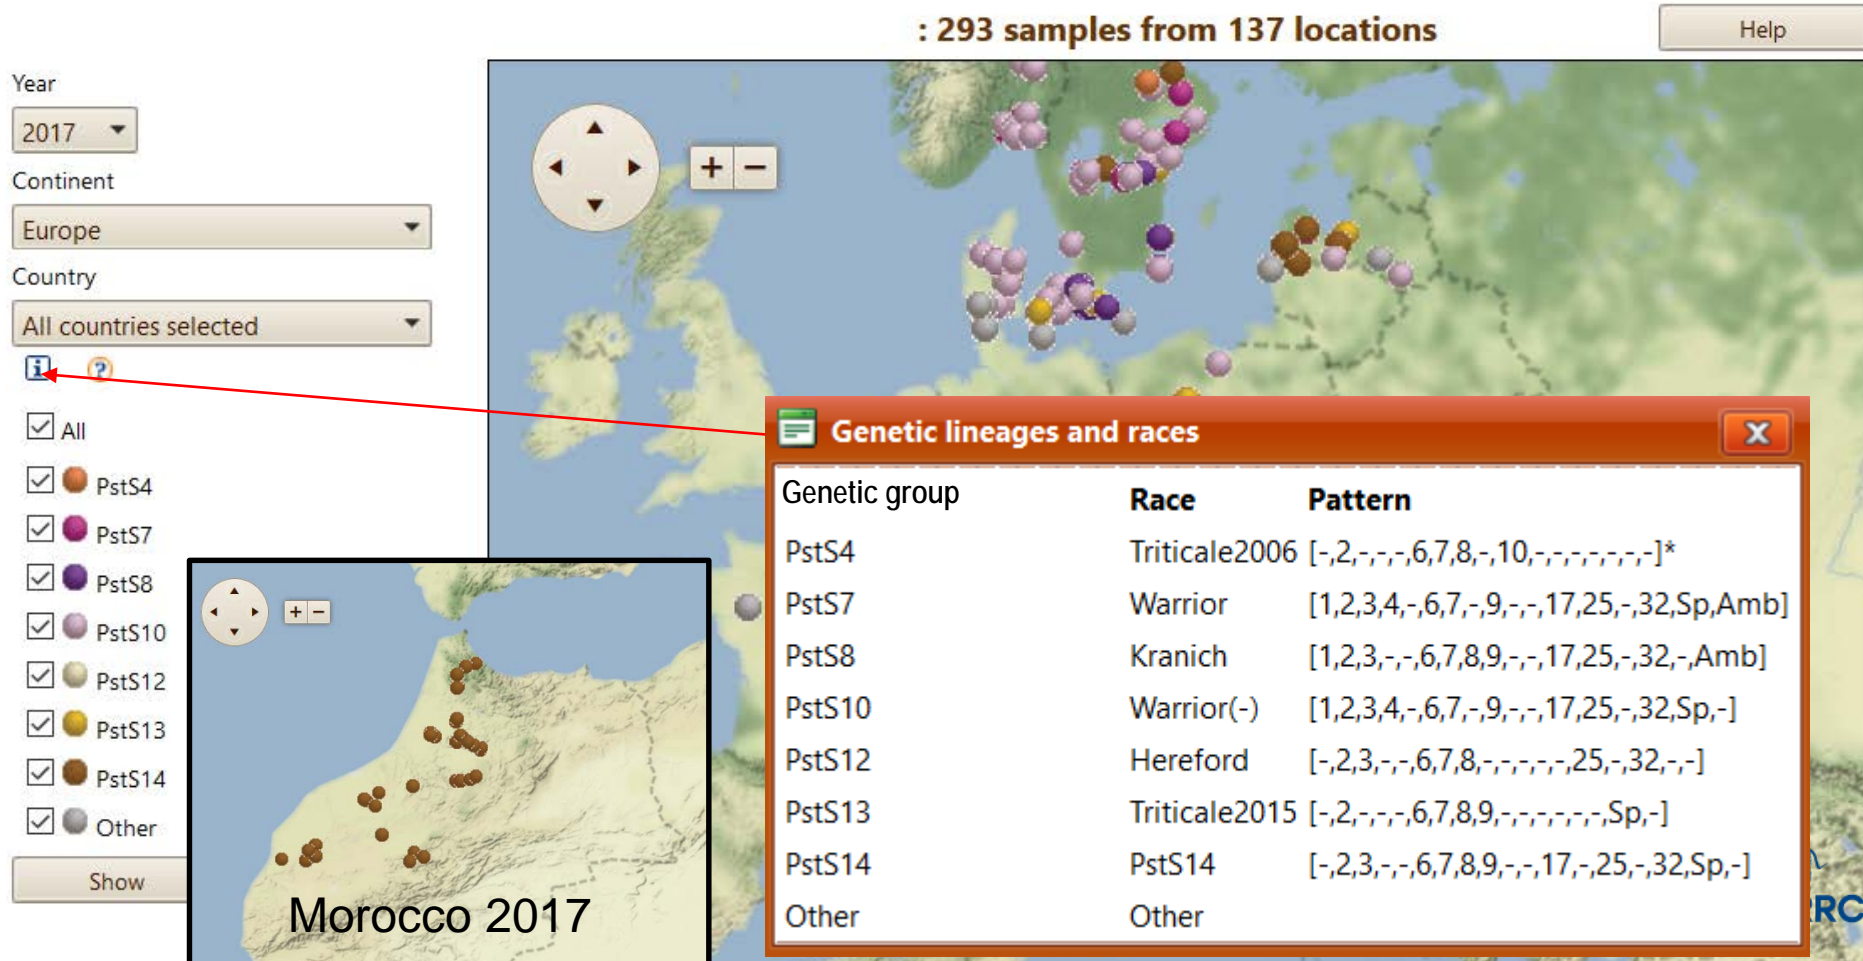 : 293 samples from 137 locations
Help
Year
2017
Continent
Europe
Country
All countries selected
All
PstS4
PstS7
PstS8
PstS10
PstS12
PstS13
PstS14
Other
Show
Morocco 2017
Genetic lineages and races
Genetic group Race Pattern
PstS4 Triticale2006 [-,2,-,-,-,6,7,8,-,10,-,-,-,-,-,-,-]*
PstS7 Warrior [1,2,3,4,-,6,7,-,9,-,-,17,25,-,32,Sp,Amb]
PstS8 Kranich [1,2,3,-,-,6,7,8,9,-,-,17,25,-,32,-,Amb]
PstS10 Warrior(-) [1,2,3,4,-,6,7,-,9,-,-,17,25,-,32,Sp,-]
PstS12 Hereford [-,2,3,-,-,6,7,8,-,-,-,-,-,25,-,32,-,-]
PstS13 Triticale2015 [-,2,-,-,-,6,7,8,9,-,-,-,-,-,-,Sp,-]
PstS14 PstS14 [-,2,3,-,-,6,7,8,9,-,-,17,-,25,-,32,Sp,-]
Other Other
RRC